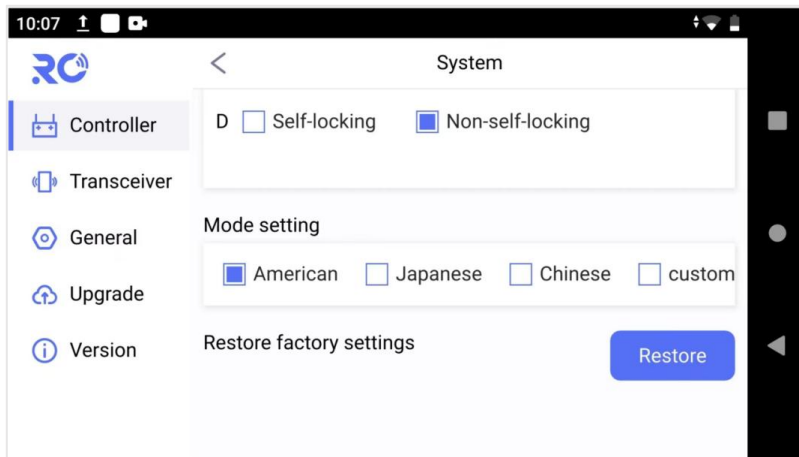 10:07
RC
System
Controller
Transceiver
General
Upgrade
Version
D Self-locking Non-self-locking
Mode setting
American Japanese Chinese custom
Restore factory settings
Restore